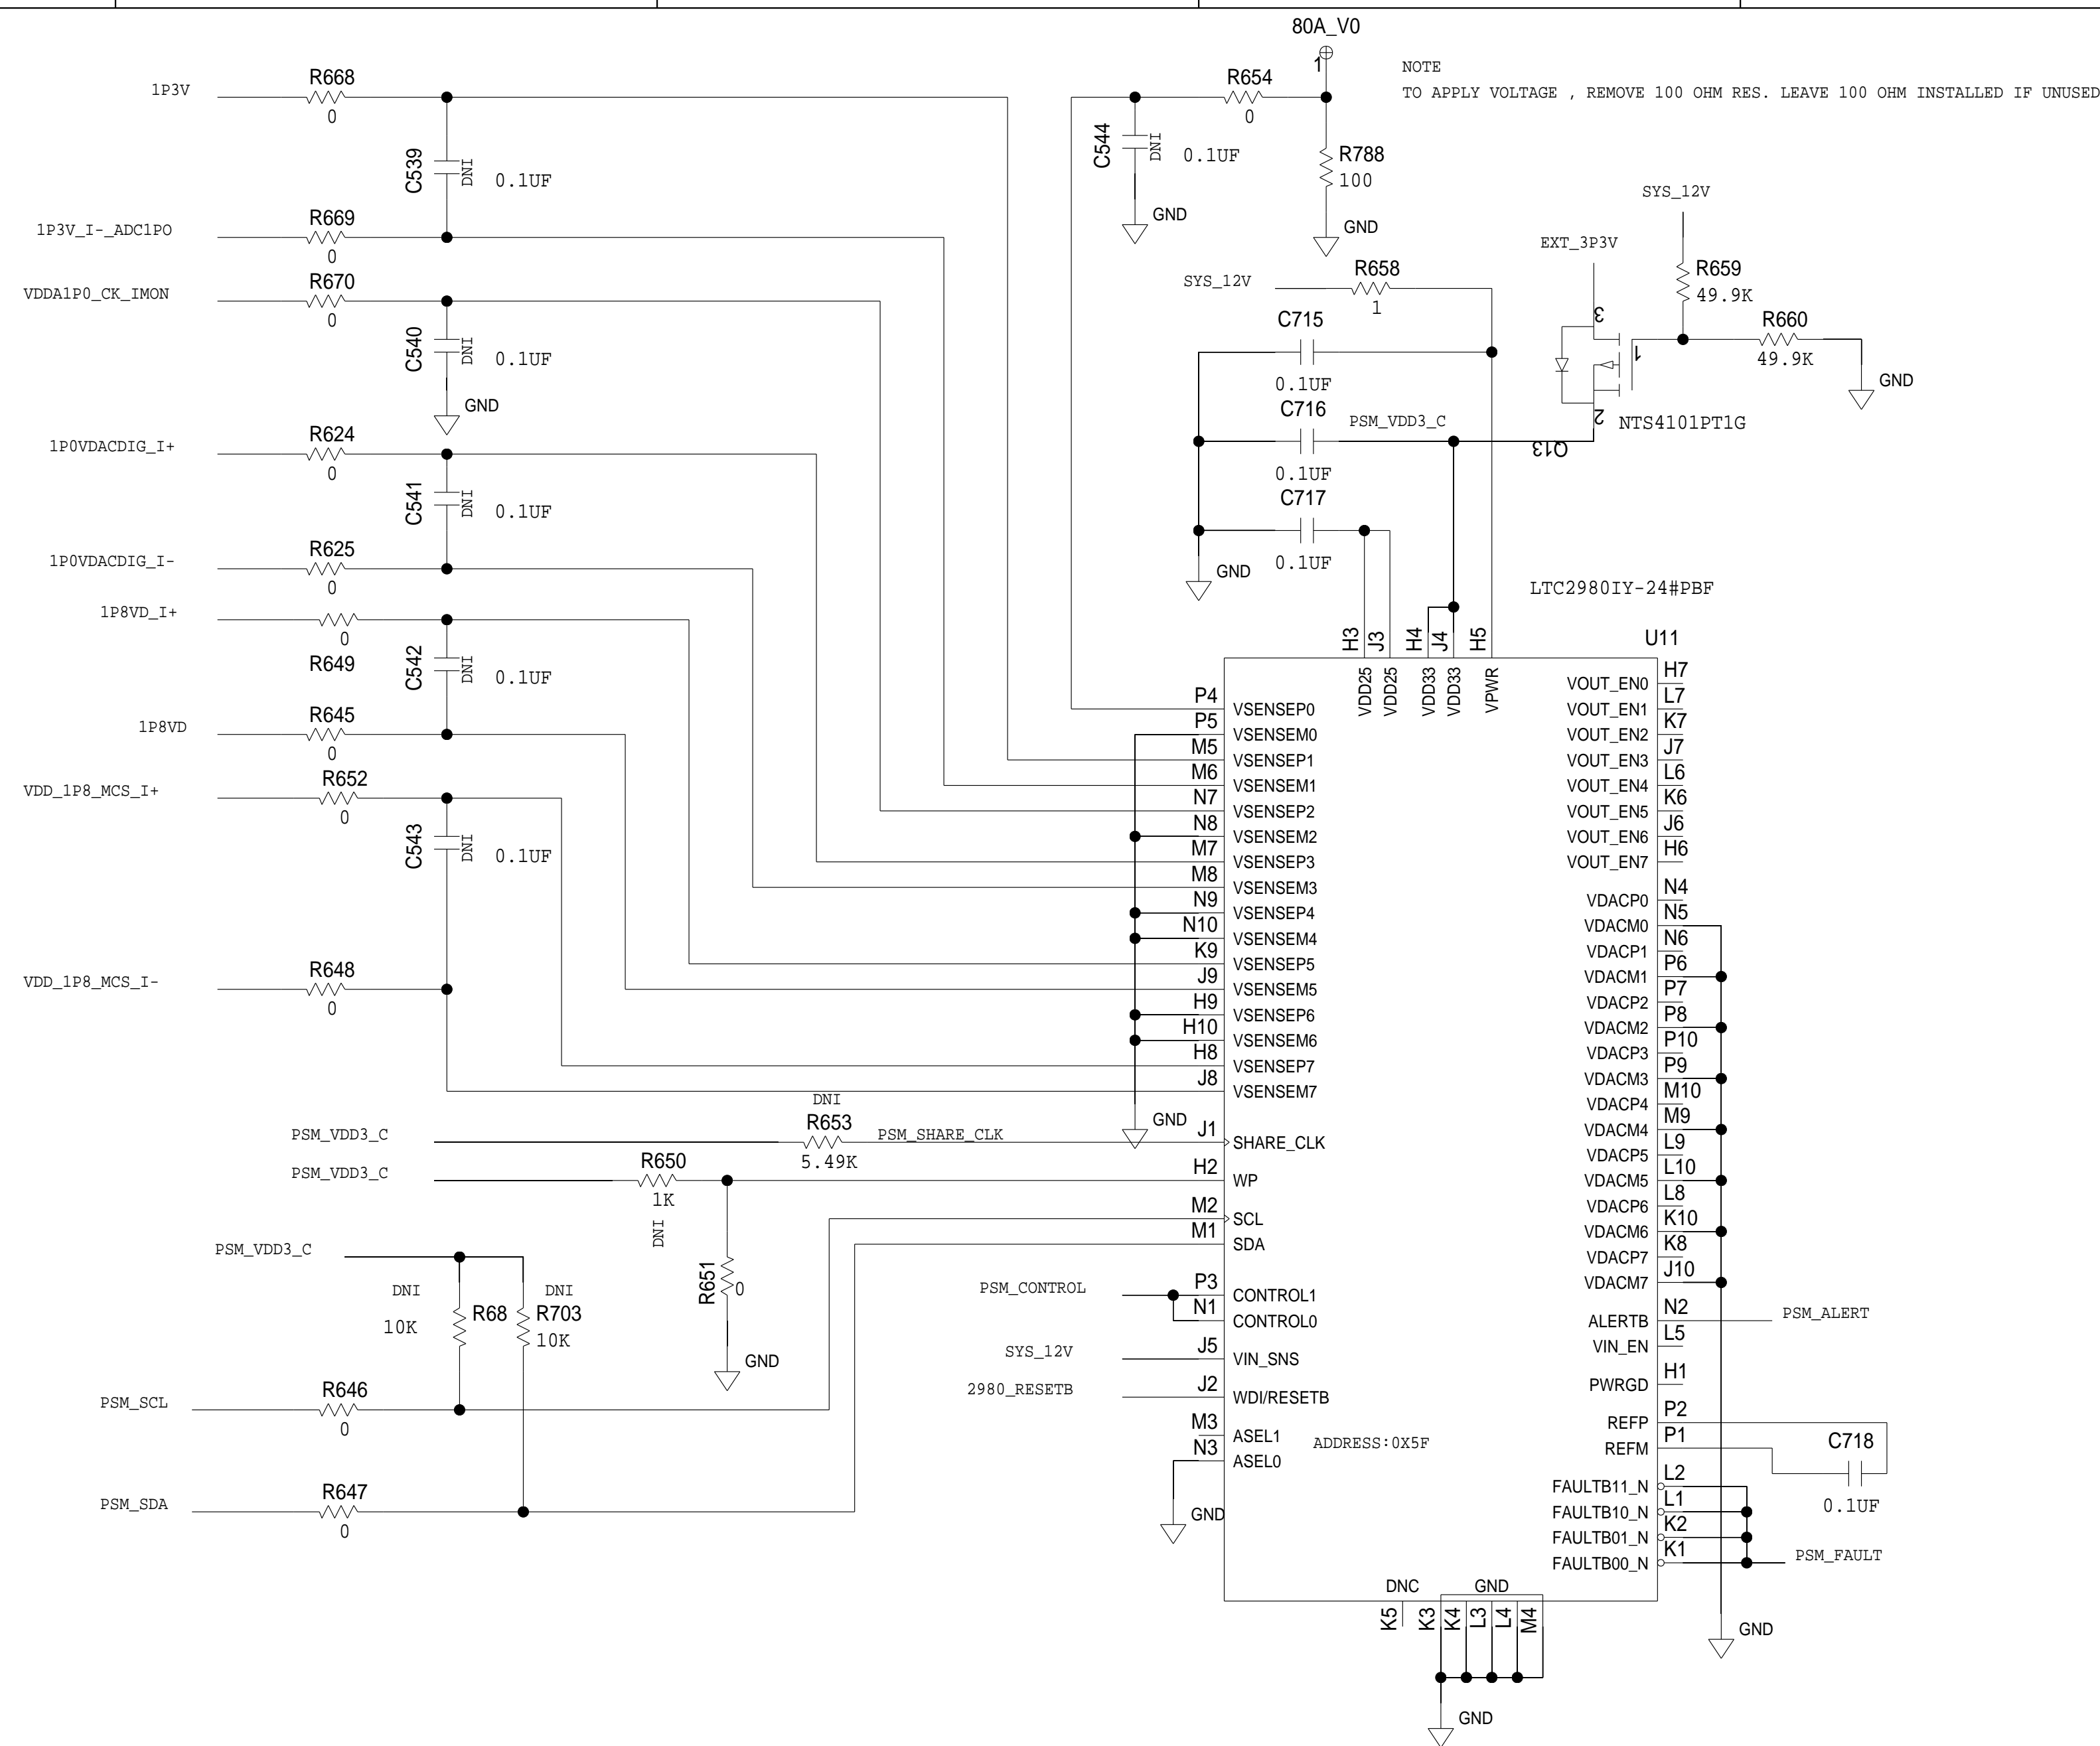 80A_V0
1
NOTE
TO APPLY VOLTAGE , REMOVE 100 OHM RES. LEAVE 100 OHM INSTALLED IF UNUSED
1P3V
R668
0
C539
DNI
0.1UF
1P3V_I-_ADC1PO
R669
0
VDDA1P0_CK_IMON
R670
0
C540
DNI
0.1UF
GND
1P0VDACDIG_I+
R624
0
C541
DNI
0.1UF
1P0VDACDIG_I-
R625
0
1P8VD_I+
0
R649
C542
DNI
0.1UF
1P8VD
R645
0
VDD_1P8_MCS_I+
R652
0
C543
DNI
0.1UF
VDD_1P8_MCS_I-
R648
0
R654
0
C544
DNI
0.1UF
GND
R788
100
GND
SYS_12V
R658
1
C715
0.1UF
C716
0.1UF
PSM_VDD3_C
C717
0.1UF
GND
EXT_3P3V
SYS_12V
R659
49.9K
R660
49.9K
GND
3
1
2
NTS4101PT1G
Q13
LTC2980IY-24#PBF
U11
H3
J3
H4
J4
H5
VDD25
VDD25
VDD33
VDD33
VPWR
P4 VSENSEP0
P5 VSENSEM0
M5 VSENSEP1
M6 VSENSEM1
N7 VSENSEP2
N8 VSENSEM2
M7 VSENSEP3
M8 VSENSEM3
N9 VSENSEP4
N10 VSENSEM4
K9 VSENSEP5
J9 VSENSEM5
H9 VSENSEP6
H10 VSENSEM6
H8 VSENSEP7
J8 VSENSEM7
GND
J1 SHARE_CLK
H2 WP
M2 SCL
M1 SDA
P3 CONTROL1
N1 CONTROL0
J5 VIN_SNS
J2 WDI/RESETB
M3 ASEL1
N3 ASEL0
ADDRESS:0X5F
GND
H7 VOUT_EN0
L7 VOUT_EN1
K7 VOUT_EN2
J7 VOUT_EN3
L6 VOUT_EN4
K6 VOUT_EN5
J6 VOUT_EN6
H6 VOUT_EN7
N4 VDACP0
N5 VDACM0
N6 VDACP1
P6 VDACM1
P7 VDACP2
P8 VDACM2
P10 VDACP3
P9 VDACM3
M10 VDACP4
M9 VDACM4
L9 VDACP5
L10 VDACM5
L8 VDACP6
K10 VDACM6
K8 VDACP7
J10 VDACM7
N2 ALERTB
PSM_ALERT
L5 VIN_EN
H1 PWRGD
P2 REFP
P1 REFM
C718
0.1UF
L2 FAULTB11_N
L1 FAULTB10_N
K2 FAULTB01_N
K1 FAULTB00_N
PSM_FAULT
GND
DNC
GND
K5
K3
K4
L3
L4
M4
GND
PSM_VDD3_C
DNI
R653
5.49K
PSM_SHARE_CLK
PSM_VDD3_C
R650
1K
DNI
R651
0
GND
PSM_VDD3_C
DNI
R68
10K
DNI
R703
10K
PSM_SCL
R646
0
PSM_SDA
R647
0
PSM_CONTROL
SYS_12V
2980_RESETB